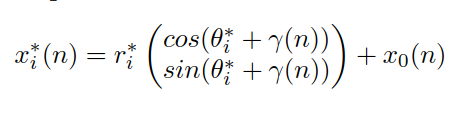 x_i^*(n) = r_i^* \begin{pmatrix} cos(\theta_i^* + \gamma(n)) \\ sin(\theta_i^* + \gamma(n)) \end{pmatrix} + x_0(n)